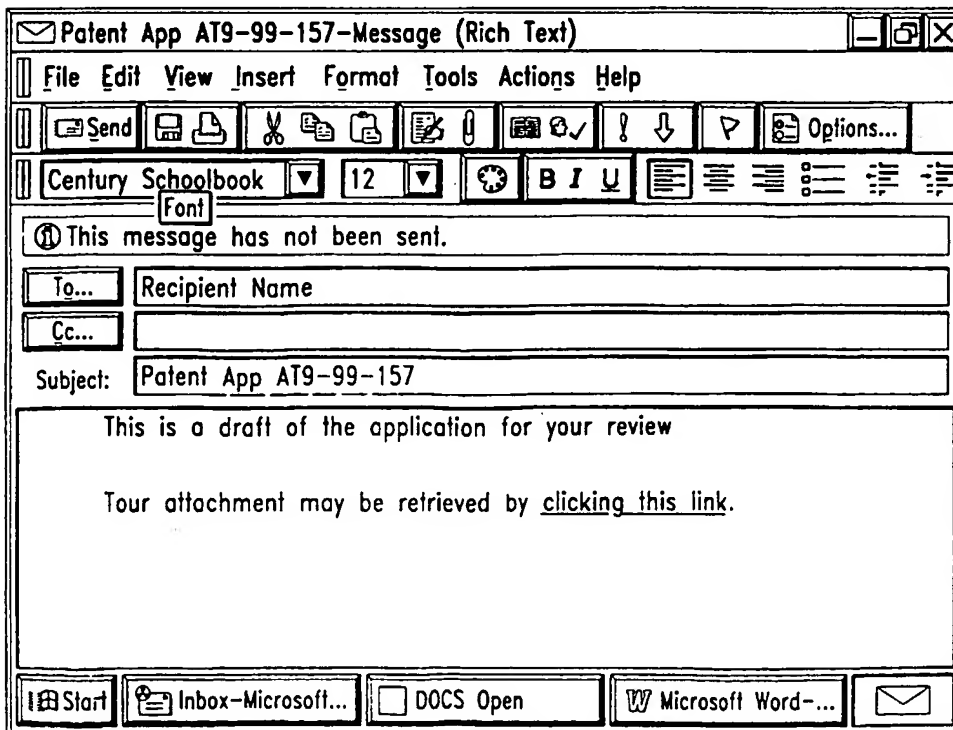 Patent App AT9-99-157-Message (Rich Text)
File Edit View Insert Format Tools Actions Help
Send Options...
Century Schoolbook 12 B I U
Font
This message has not been sent.
To... Recipient Name
Cc...
Subject: Patent App AT9-99-157
This is a draft of the application for your review
Tour attachment may be retrieved by clicking this link.
Start Inbox-Microsoft... DOCS Open W Microsoft Word-...